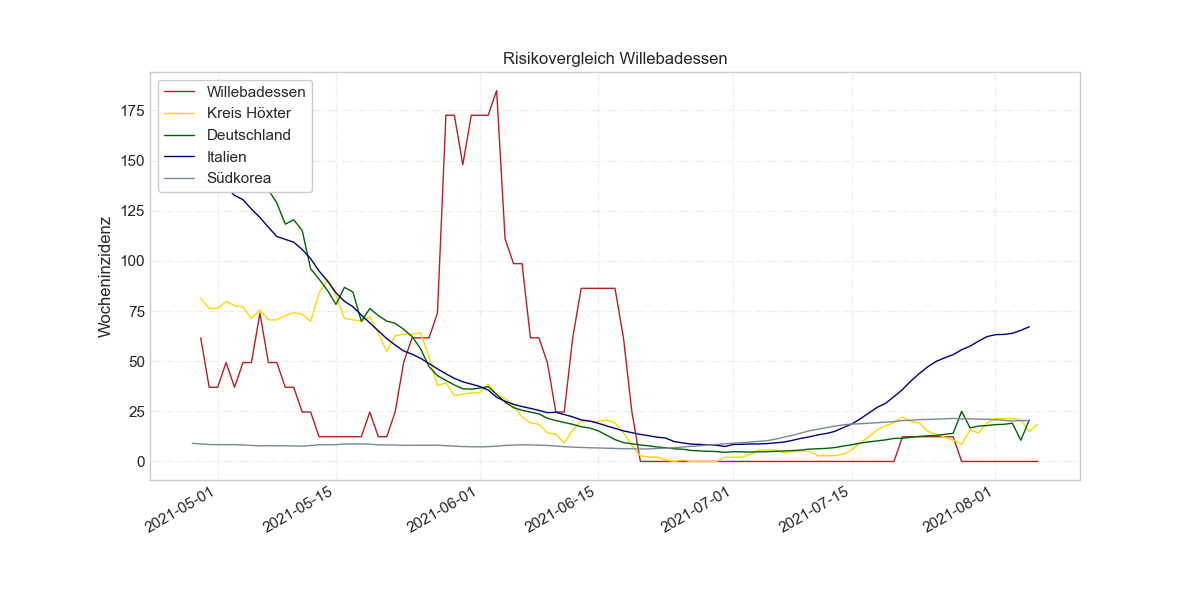 Risikovergleich Willebadessen
Willebadessen
Kreis Höxter
Deutschland
Italien
Südkorea
Wocheninzidenz
175
150
125
100
75
50
25
0
2021-05-01
2021-05-15
2021-06-01
2021-06-15
2021-07-01
2021-07-15
2021-08-01